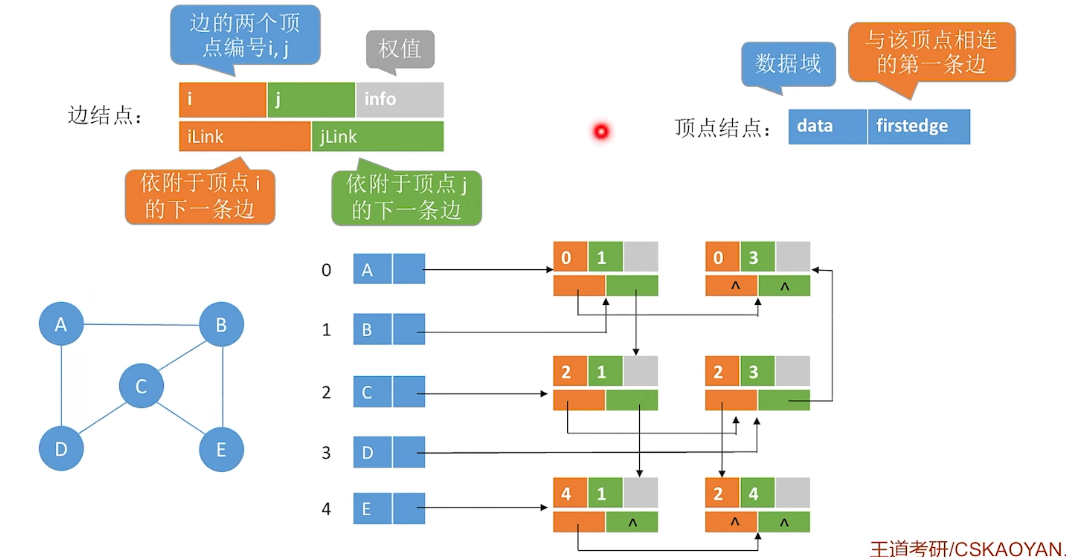 边的两个顶
点编号i, j
权值
与该顶点相连
的第一条边
数据域
边结点：
i j info
iLink jLink
顶点结点：
data firstedge
依附于顶点 i
的下一条边
依附于顶点 j
的下一条边
0 A
0 1
0 3
^ ^
1 B
2 C
2 1
2 3
3 D
4 E
4 1
^
2 4
^ ^
A B
C
D E
王道考研/CSKAOYAN.